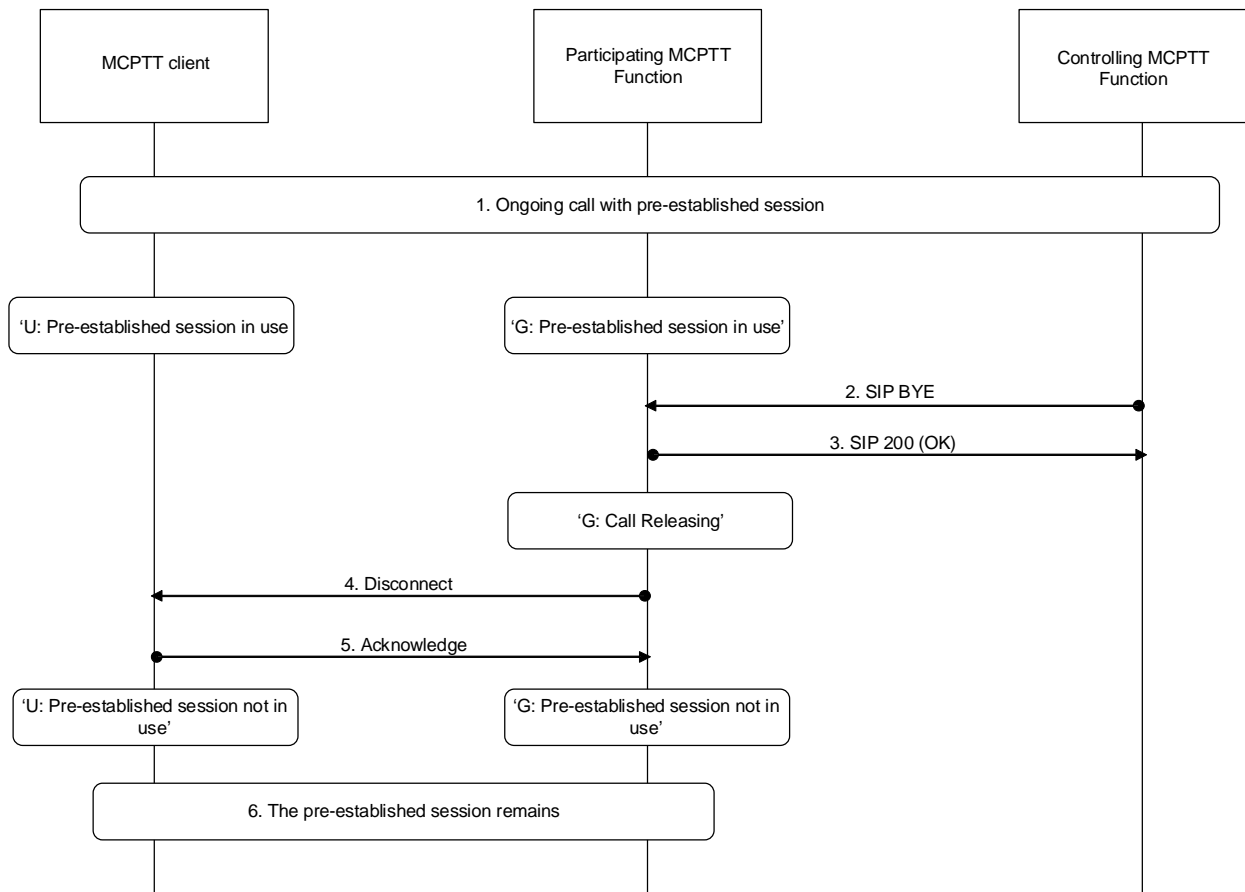 MCPTT client
Participating MCPTT
Function
Controlling MCPTT
Function
1. Ongoing call with pre-established session
‘U: Pre-established session in use
‘G: Pre-established session in use’
2. SIP BYE
3. SIP 200 (OK)
‘G: Call Releasing’
4. Disconnect
5. Acknowledge
‘U: Pre-established session not in
use’
‘G: Pre-established session not in
use’
6. The pre-established session remains